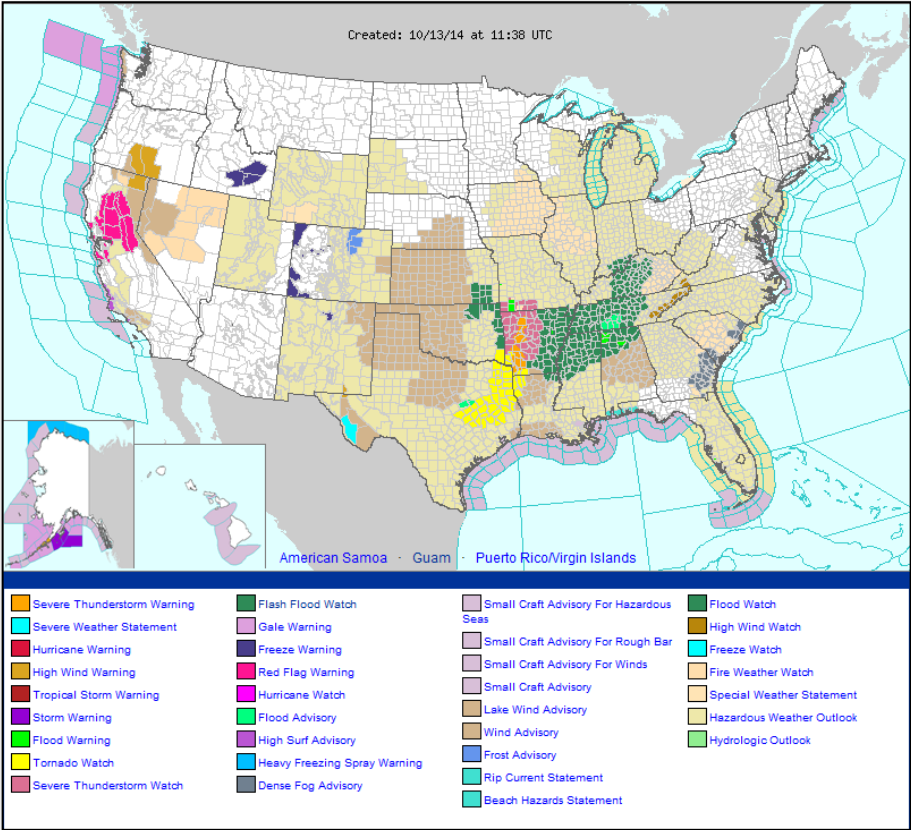 Created: 10/13/14 at 11:38 UTC
American Samoa - Guam - Puerto Rico/Virgin Islands
Severe Thunderstorm Warning
Severe Weather Statement
Hurricane Warning
High Wind Warning
Tropical Storm Warning
Storm Warning
Flood Warning
Tornado Watch
Severe Thunderstorm Watch
Flash Flood Watch
Gale Warning
Freeze Warning
Red Flag Warning
Hurricane Watch
Flood Advisory
High Surf Advisory
Heavy Freezing Spray Warning
Dense Fog Advisory
Small Craft Advisory For Hazardous
Seas
Small Craft Advisory For Rough Bar
Small Craft Advisory For Winds
Small Craft Advisory
Lake Wind Advisory
Wind Advisory
Frost Advisory
Rip Current Statement
Beach Hazards Statement
Flood Watch
High Wind Watch
Freeze Watch
Fire Weather Watch
Special Weather Statement
Hazardous Weather Outlook
Hydrologic Outlook